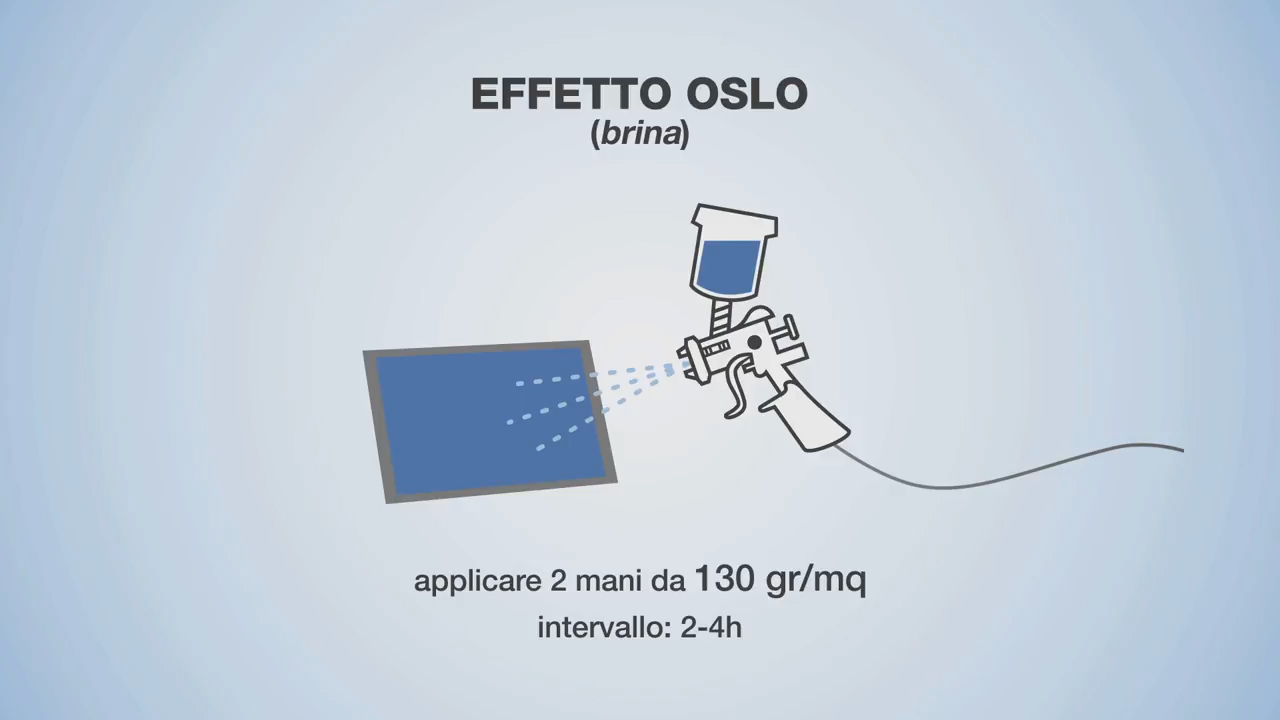 EFFETTO OSLO
(brina)
applicare 2 mani da 130 gr/mq
intervallo: 2-4h